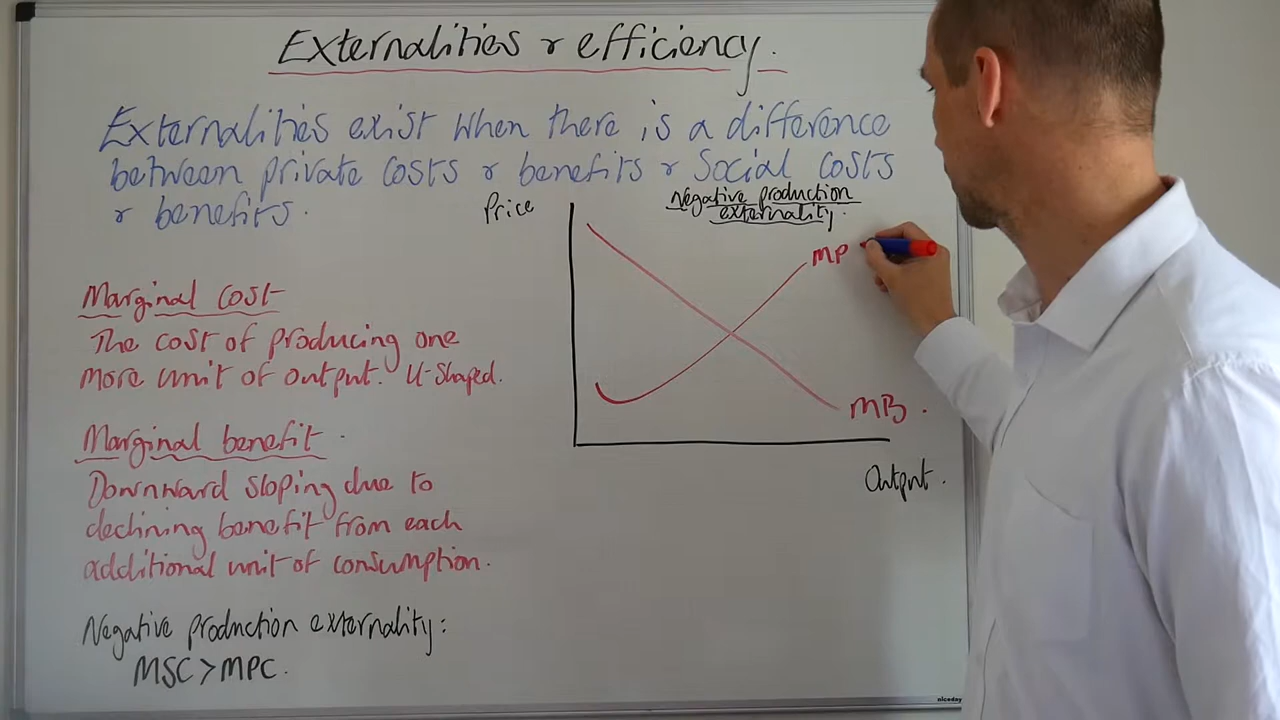 Externalities & efficiency.
Externalities exist when there is a difference
between private costs & benefits & social costs
& benefits.
Price
Negative production
externality.
MP
MB.
Output.
Marginal cost
The cost of producing one
more unit of output. U-shaped.
Marginal benefit.
Downward sloping due to
declining benefit from each
additional unit of consumption.
Negative production externality:
MSC>MPC.
niceday